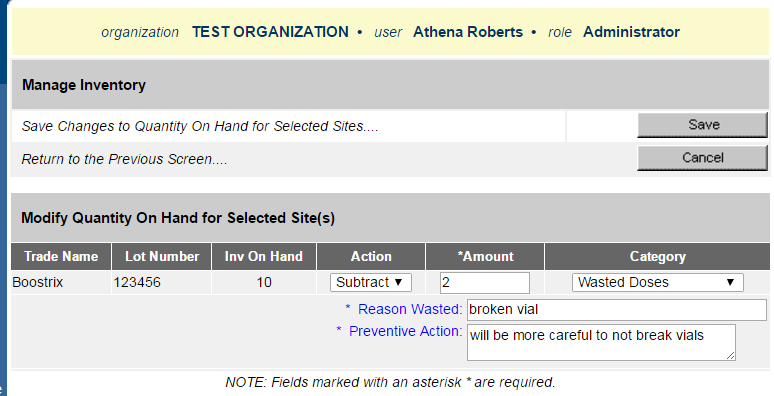 organization TEST ORGANIZATION • user Athena Roberts • role Administrator
Manage Inventory
Save Changes to Quantity On Hand for Selected Sites.... Save
Return to the Previous Screen.... Cancel
Modify Quantity On Hand for Selected Site(s)
Trade Name Lot Number Inv On Hand Action *Amount Category
Boostrix 123456 10 Subtract ▼ 2 Wasted Doses ▼
* Reason Wasted: broken vial
* Preventive Action: will be more careful to not break vials
NOTE: Fields marked with an asterisk * are required.